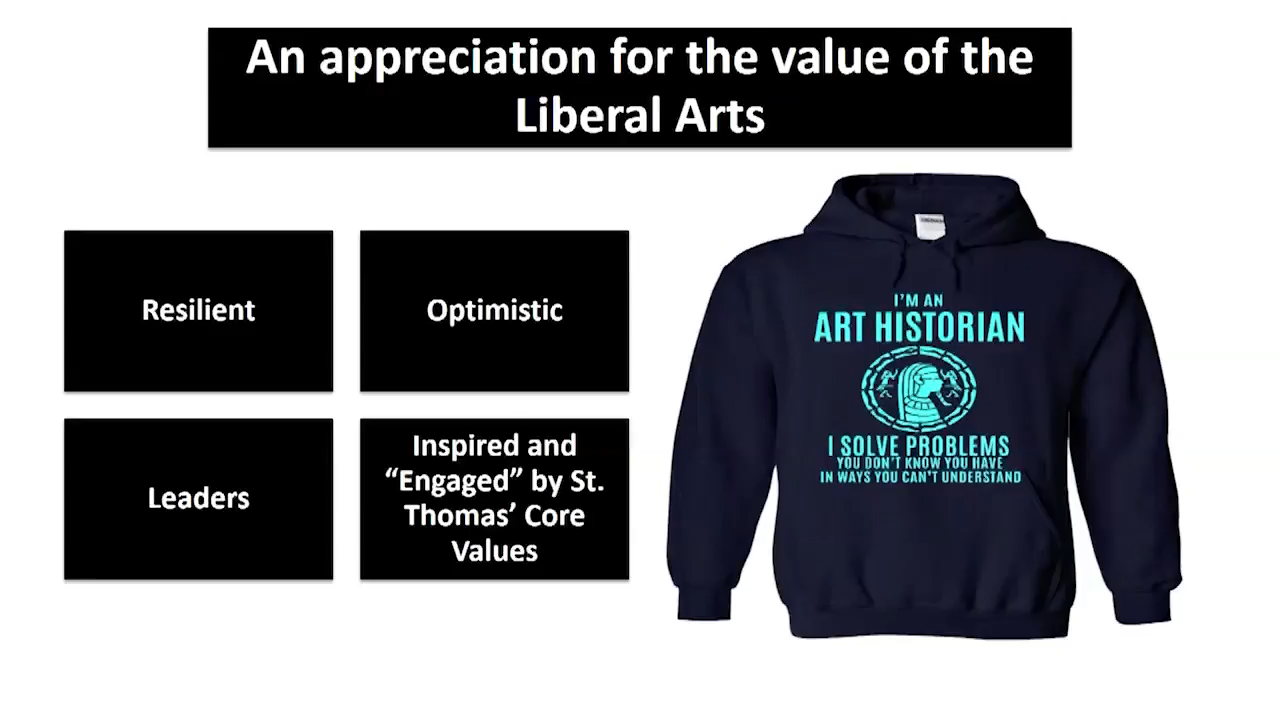 An appreciation for the value of the
Liberal Arts
Resilient
Optimistic
Leaders
Inspired and
“Engaged” by St.
Thomas’ Core
Values
I'M AN
ART HISTORIAN
I SOLVE PROBLEMS
YOU DON'T KNOW YOU HAVE
IN WAYS YOU CAN'T UNDERSTAND